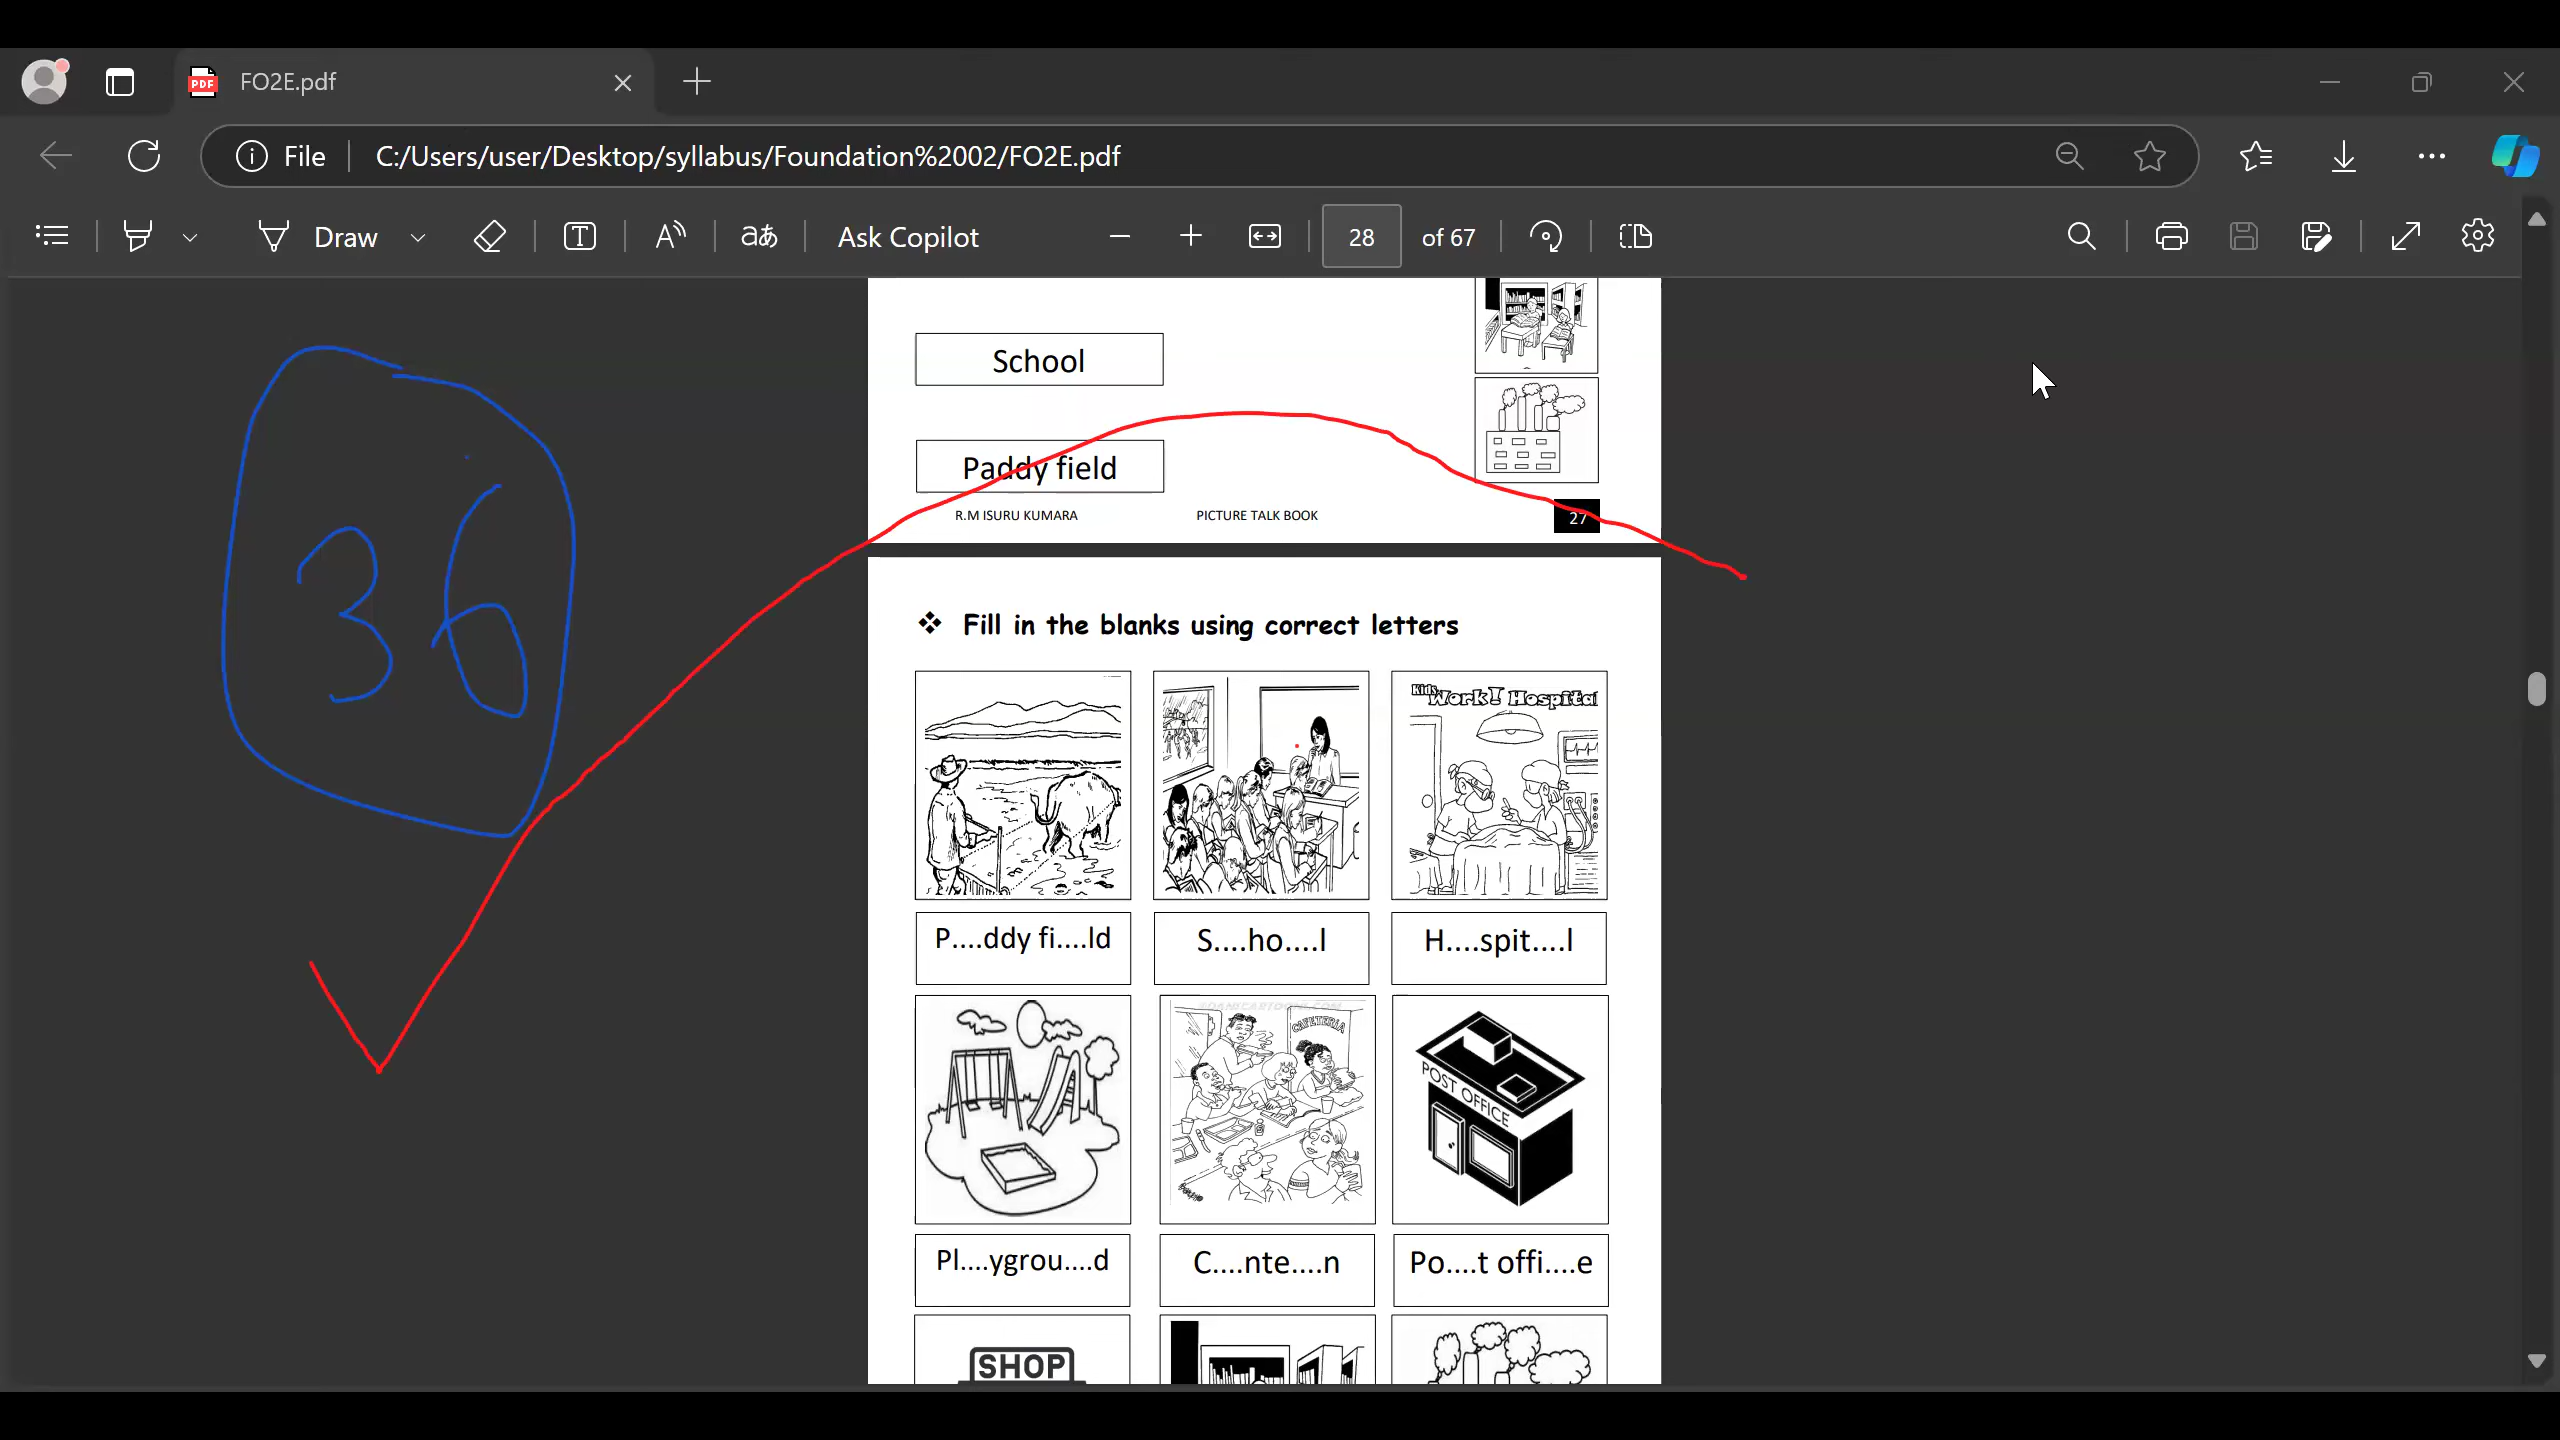 FO2E.pdf
File
C:/Users/user/Desktop/syllabus/Foundation%2002/FO2E.pdf
Draw
aあ
Ask Copilot
28 of 67
School
Paddy field
R.M ISURU KUMARA PICTURE TALK BOOK 27
36
❖ Fill in the blanks using correct letters
Kids Work! Hospital
P....ddy fi....ld S....ho....l H....spit....l
CAFETERIA
POST OFFICE
Pl....ygrou....d C....nte....n Po....t offi....e
SHOP